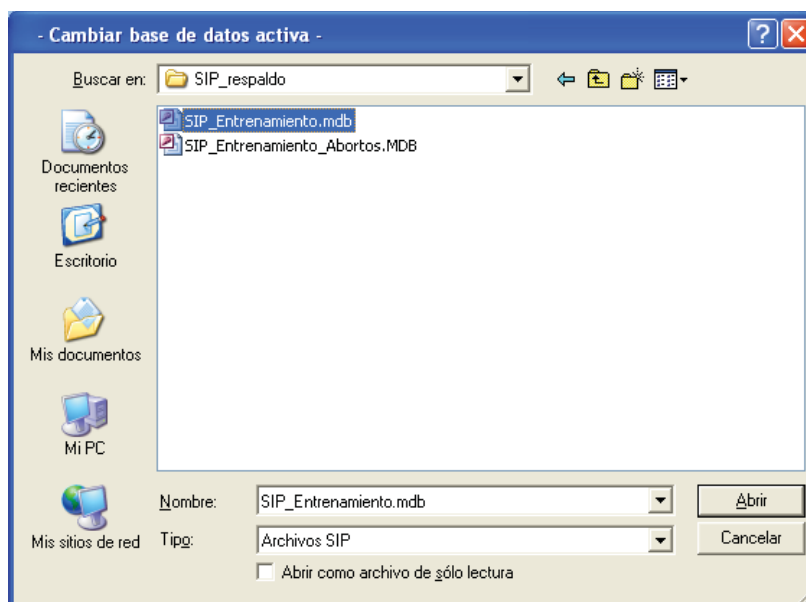 - Cambiar base de datos activa -
Buscar en: SIP_respaldo
SIP_Entrenamiento.mdb
SIP_Entrenamiento_Abortos.MDB
Documentos
recientes
Escritorio
Mis documentos
Mi PC
Mis sitios de red
Nombre: SIP_Entrenamiento.mdb Abrir
Tipo: Archivos SIP Cancelar
Abrir como archivo de sólo lectura